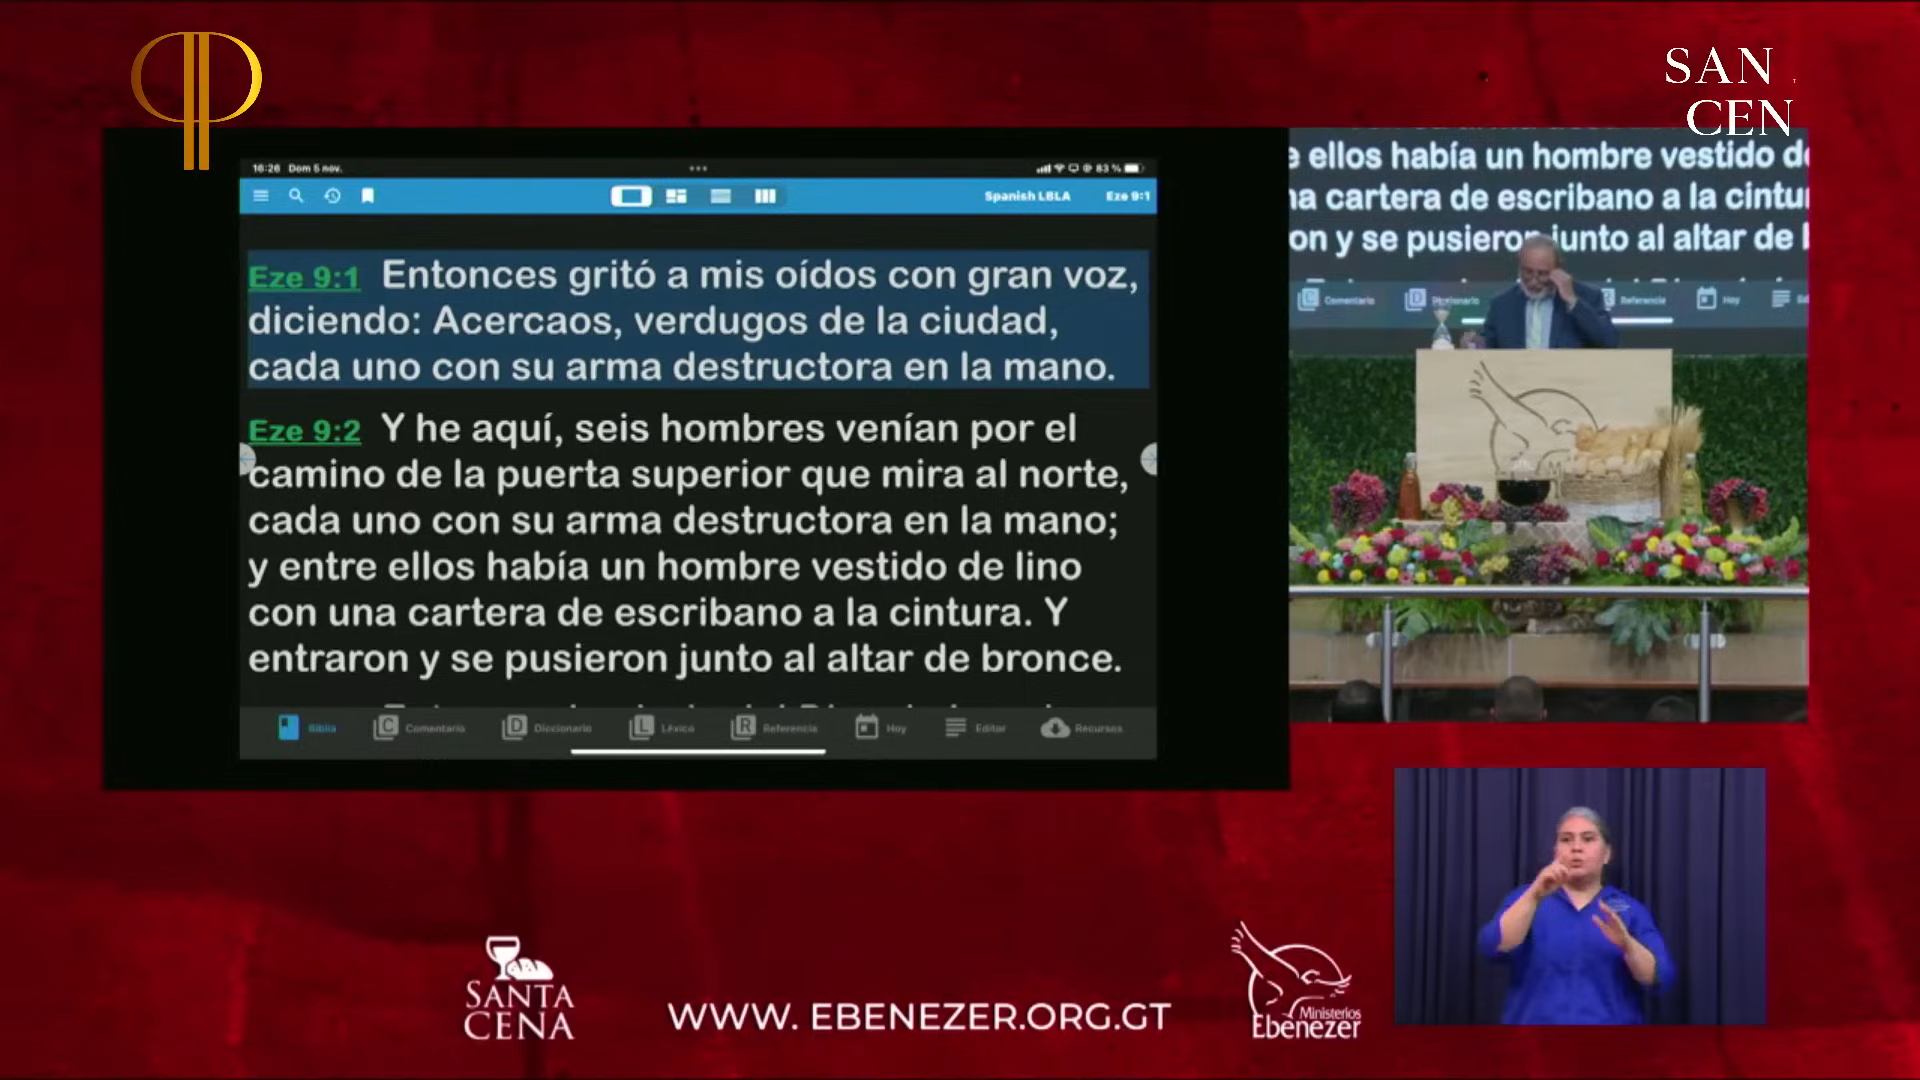 SAN
CEN
16:26 Dom 5 nov.
83 %
Spanish LBLA Eze 9:1
Eze 9:1 Entonces gritó a mis oídos con gran voz,
diciendo: Acercaos, verdugos de la ciudad,
cada uno con su arma destructora en la mano.
Eze 9:2 Y he aquí, seis hombres venían por el
camino de la puerta superior que mira al norte,
cada uno con su arma destructora en la mano;
y entre ellos había un hombre vestido de lino
con una cartera de escribano a la cintura. Y
entraron y se pusieron junto al altar de bronce.
Biblia Comentario Diccionario Léxico Referencia Hoy Editar Recursos
e ellos había un hombre vestido d
na cartera de escribano a la cintu
on y se pusieron junto al altar de
Comentario Referencia Hoy
SANTA
CENA
WWW. EBENEZER.ORG.GT
Ministerios
Ebenezer